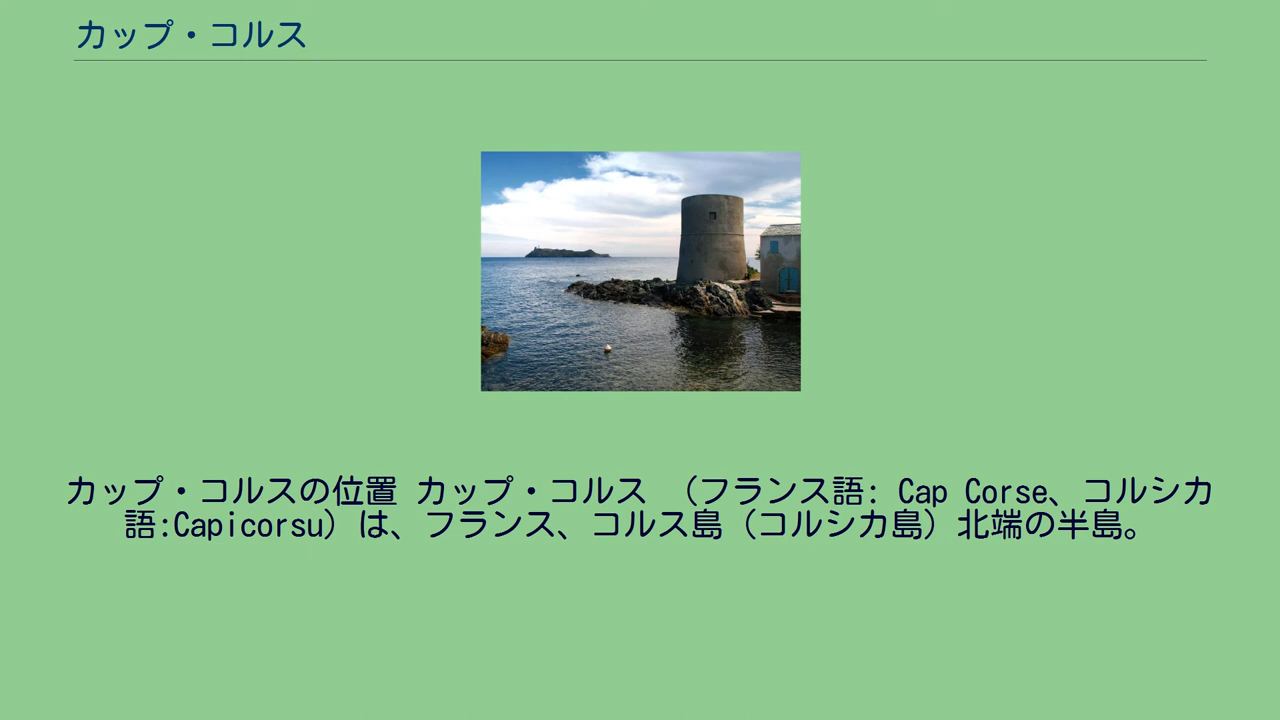 カップ・コルス
カップ・コルスの位置 カップ・コルス （フランス語: Cap Corse、コルシカ
語:Capicorsu）は、フランス、コルス島（コルシカ島）北端の半島。